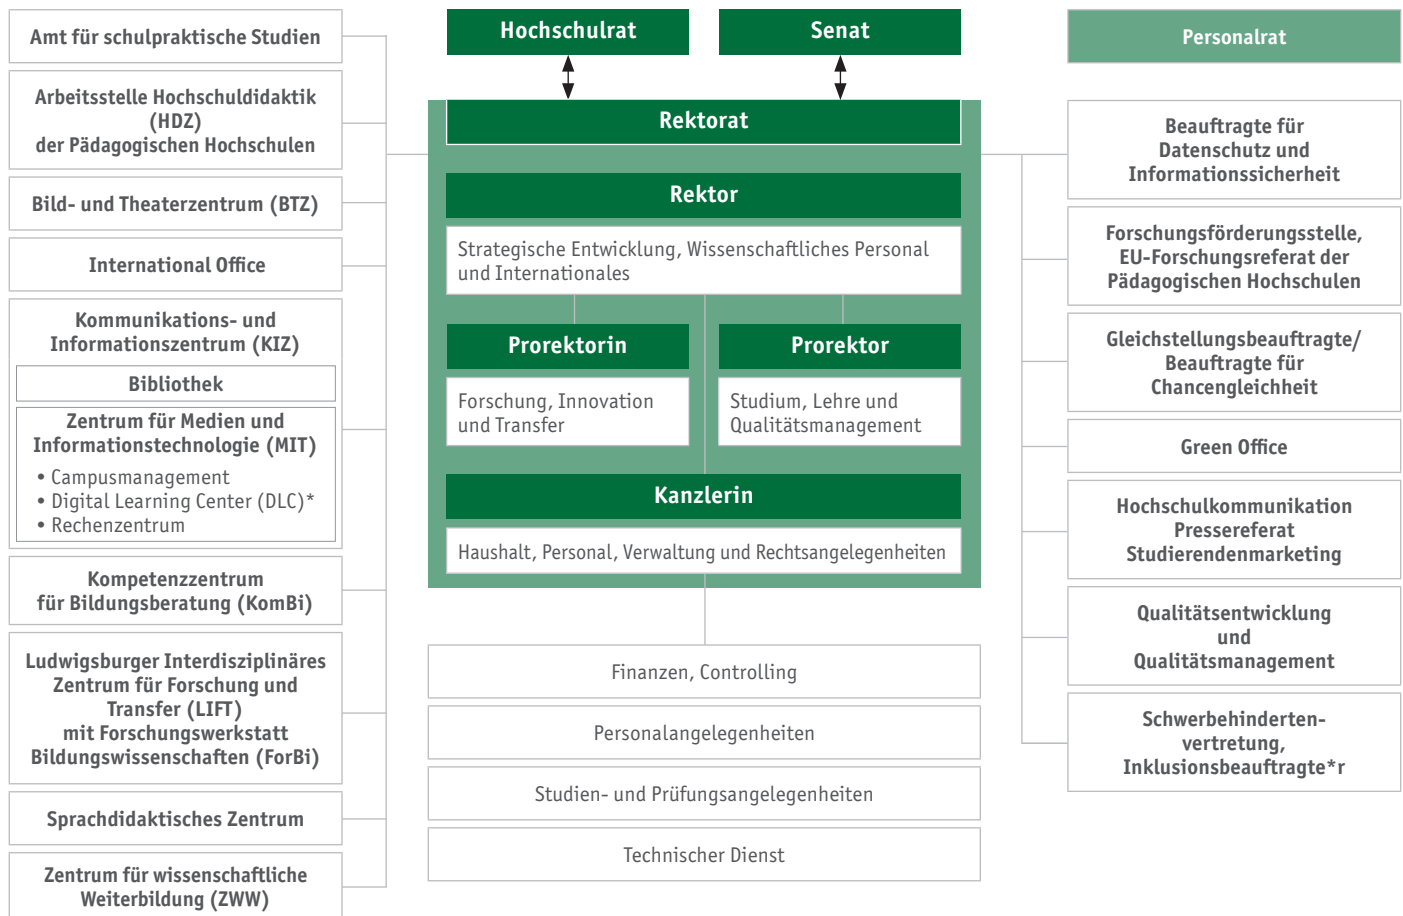 Amt für schulpraktische Studien
Arbeitsstelle Hochschuldidaktik
(HDZ)
der Pädagogischen Hochschulen
Bild- und Theaterzentrum (BTZ)
International Office
Kommunikations- und
Informationszentrum (KIZ)
Bibliothek
Zentrum für Medien und
Informationstechnologie (MIT)
• Campusmanagement
• Digital Learning Center (DLC)*
• Rechenzentrum
Kompetenzzentrum
für Bildungsberatung (KomBi)
Ludwigsburger Interdisziplinäres
Zentrum für Forschung und
Transfer (LIFT)
mit Forschungswerkstatt
Bildungswissenschaften (ForBi)
Sprachdidaktisches Zentrum
Zentrum für wissenschaftliche
Weiterbildung (ZWW)
Hochschulrat
Senat
Rektorat
Rektor
Strategische Entwicklung, Wissenschaftliches Personal
und Internationales
Prorektorin
Forschung, Innovation
und Transfer
Prorektor
Studium, Lehre und
Qualitätsmanagement
Kanzlerin
Haushalt, Personal, Verwaltung und Rechtsangelegenheiten
Finanzen, Controlling
Personalangelegenheiten
Studien- und Prüfungsangelegenheiten
Technischer Dienst
Personalrat
Beauftragte für
Datenschutz und
Informationssicherheit
Forschungsförderungsstelle,
EU-Forschungsreferat der
Pädagogischen Hochschulen
Gleichstellungsbeauftragte/
Beauftragte für
Chancengleichheit
Green Office
Hochschulkommunikation
Pressereferat
Studierendenmarketing
Qualitätsentwicklung
und
Qualitätsmanagement
Schwerbehinderten-
vertretung,
Inklusionsbeauftragte*r